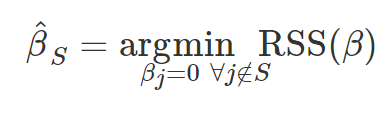 β̂_S = argmin RSS(β)
β_j=0 ∀j∉S